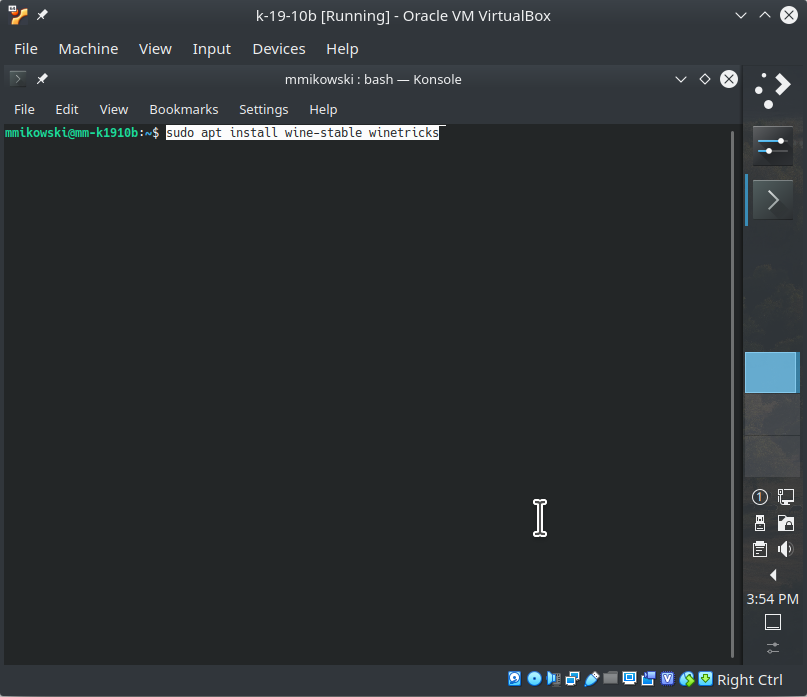 k-19-10b [Running] - Oracle VM VirtualBox
File Machine View Input Devices Help
mmikowski : bash — Konsole
File Edit View Bookmarks Settings Help
mmikowski@mm-k1910b:~$ sudo apt install wine-stable winetricks
1
3:54 PM
V
Right Ctrl